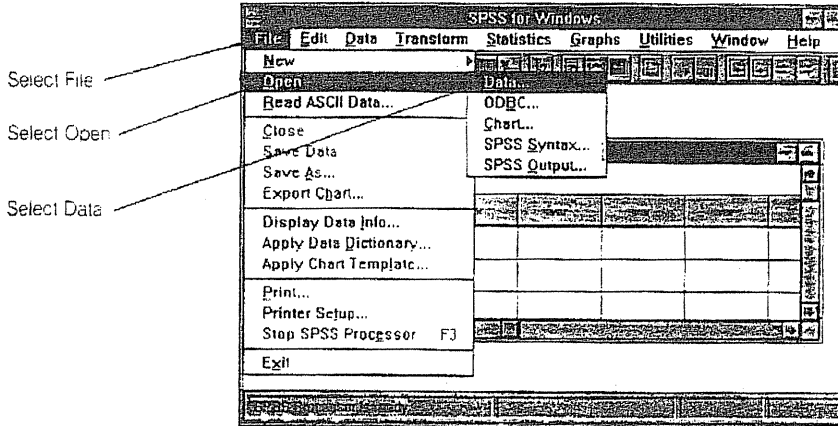 SPSS for Windows
File Edit Data Transform Statistics Graphs Utilities Window Help
Select File
Select Open
Select Data
New
Open
Read ASCII Data...
Close
Save Data
Save As...
Export Chart...
Display Data Info...
Apply Data Dictionary...
Apply Chart Template...
Print...
Printer Setup...
Stop SPSS Processor F3
Exit
Data...
ODBC...
Chart...
SPSS Syntax...
SPSS Output...